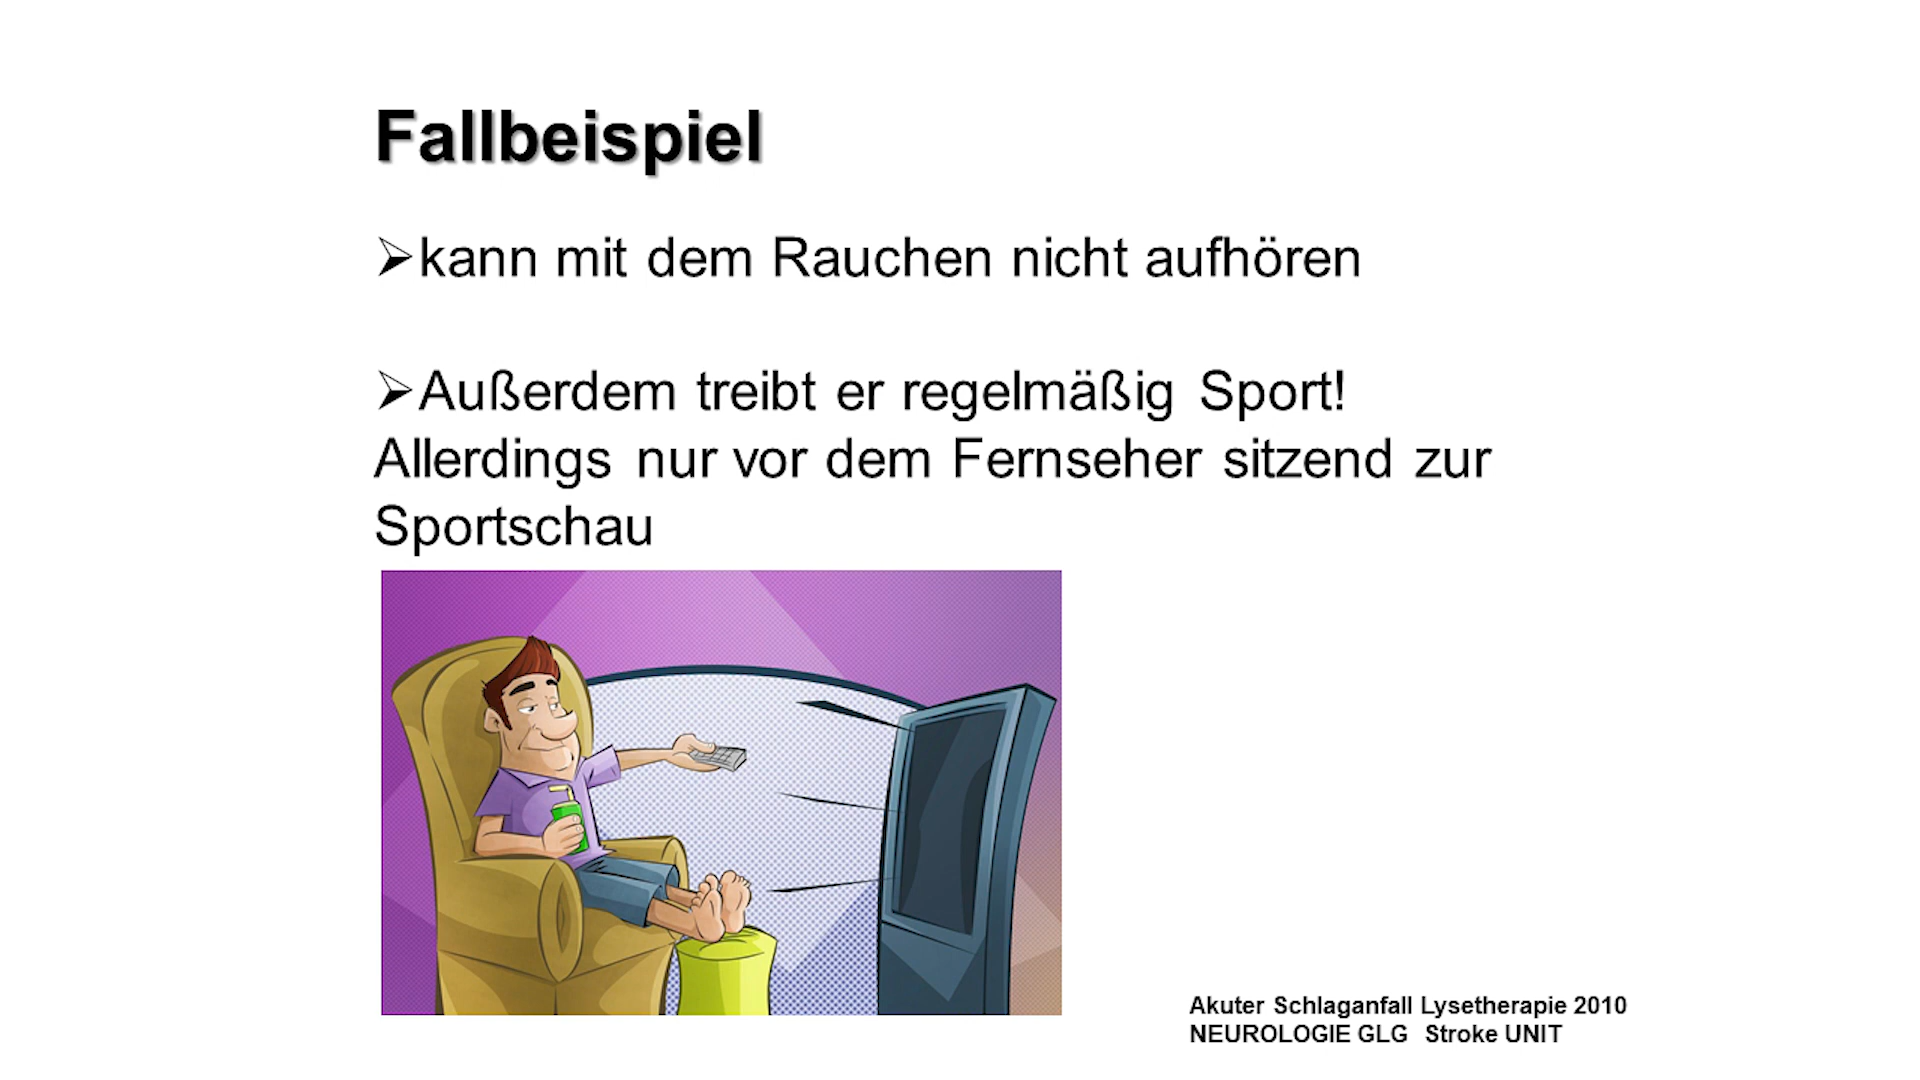 Fallbeispiel
➢kann mit dem Rauchen nicht aufhören
➢Außerdem treibt er regelmäßig Sport!
Allerdings nur vor dem Fernseher sitzend zur
Sportschau
Akuter Schlaganfall Lysetherapie 2010
NEUROLOGIE GLG Stroke UNIT